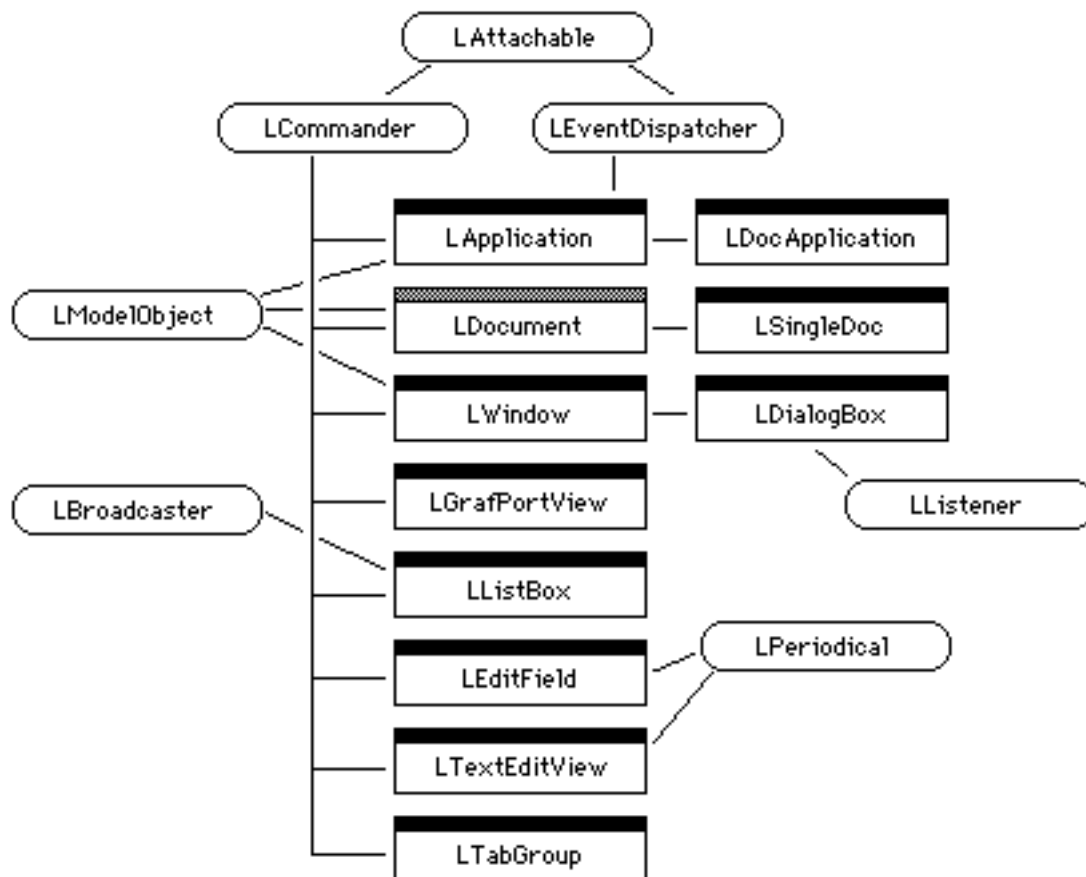 LAttachable
LCommander
LEventDispatcher
LApplication
LDocApplication
LModelObject
LDocument
LSingleDoc
LWindow
LDialogBox
LBroadcaster
LGrafPortView
LListener
LListBox
LEditField
LPeriodical
LTextEditView
LTabGroup